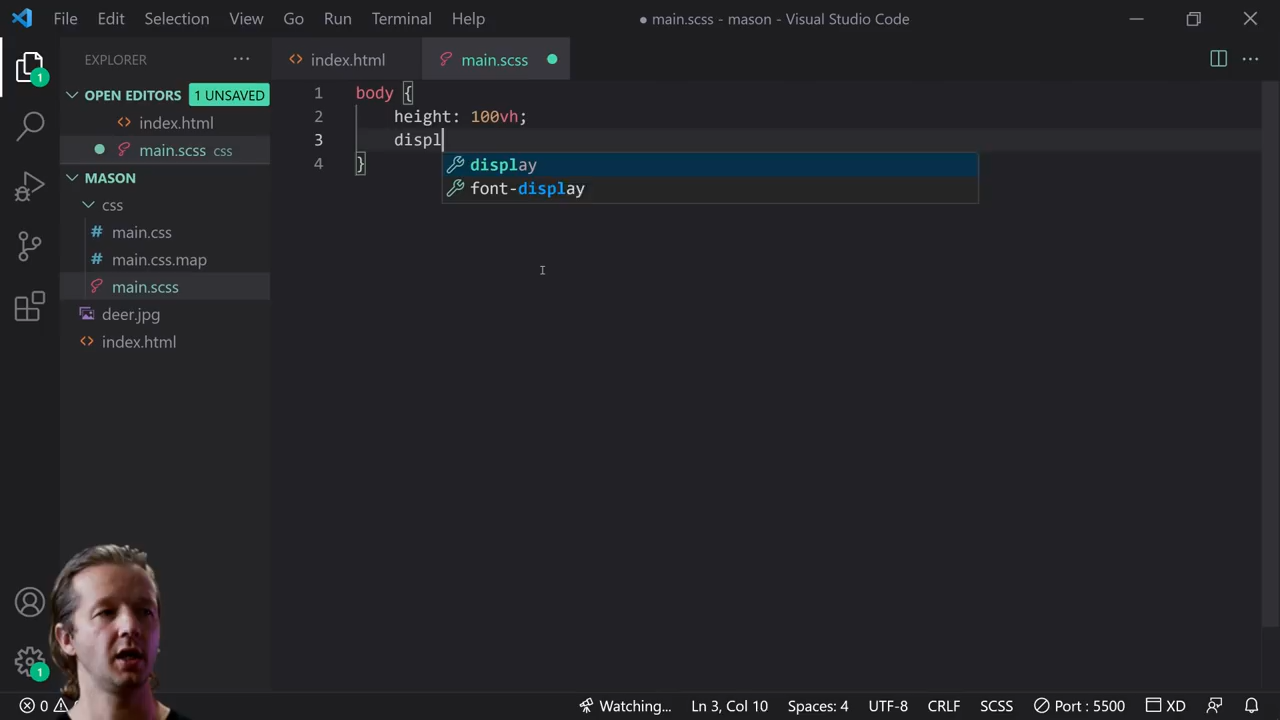 File Edit Selection View Go Run Terminal Help
● main.scss - mason - Visual Studio Code
EXPLORER
index.html
main.scss
OPEN EDITORS 1 UNSAVED
index.html
main.scss css
MASON
css
main.css
main.css.map
main.scss
deer.jpg
index.html
1 body {
2 height: 100vh;
3 displ
4 }
display
font-display
1
1
0
Watching... Ln 3, Col 10 Spaces: 4 UTF-8 CRLF SCSS Port : 5500 XD